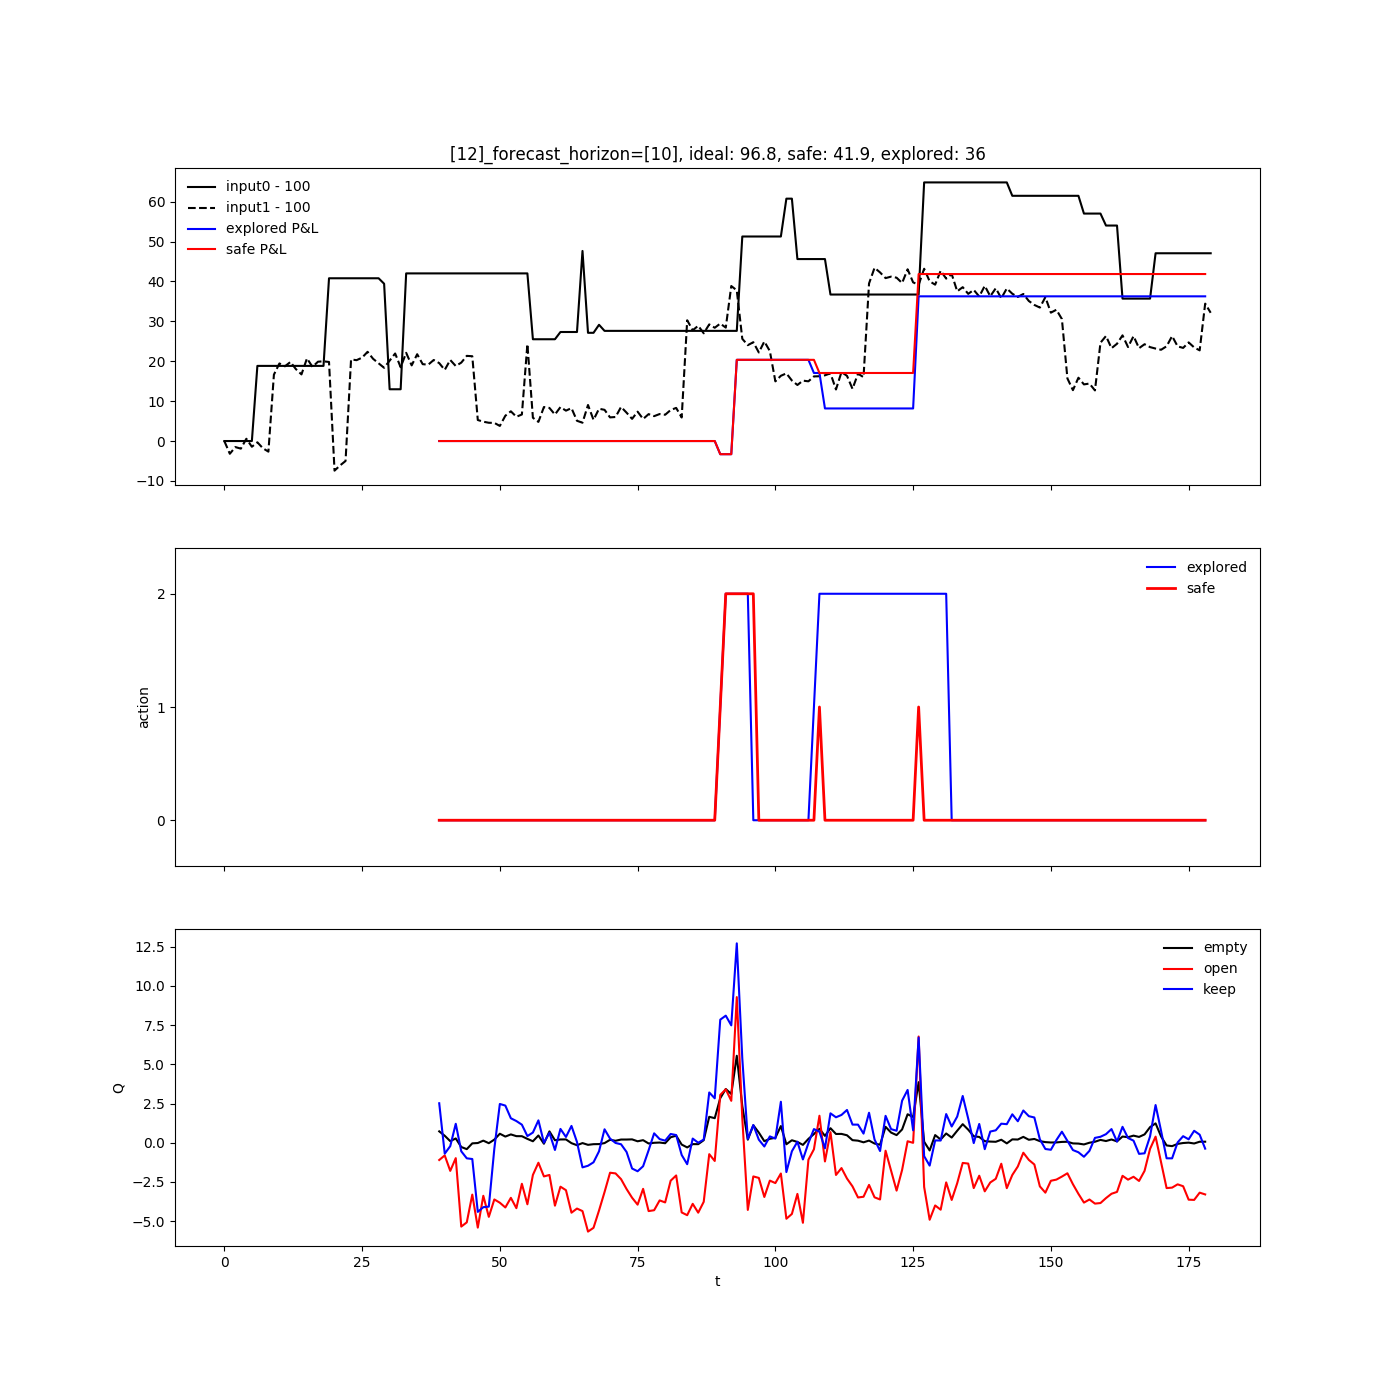 [12]_forecast_horizon=[10], ideal: 96.8, safe: 41.9, explored: 36
input0 - 100
input1 - 100
explored P&L
safe P&L
60
50
40
30
20
10
0
−10
explored
safe
2
1
0
action
empty
open
keep
12.5
10.0
7.5
5.0
2.5
0.0
−2.5
−5.0
Q
0 25 50 75 100 125 150 175
t